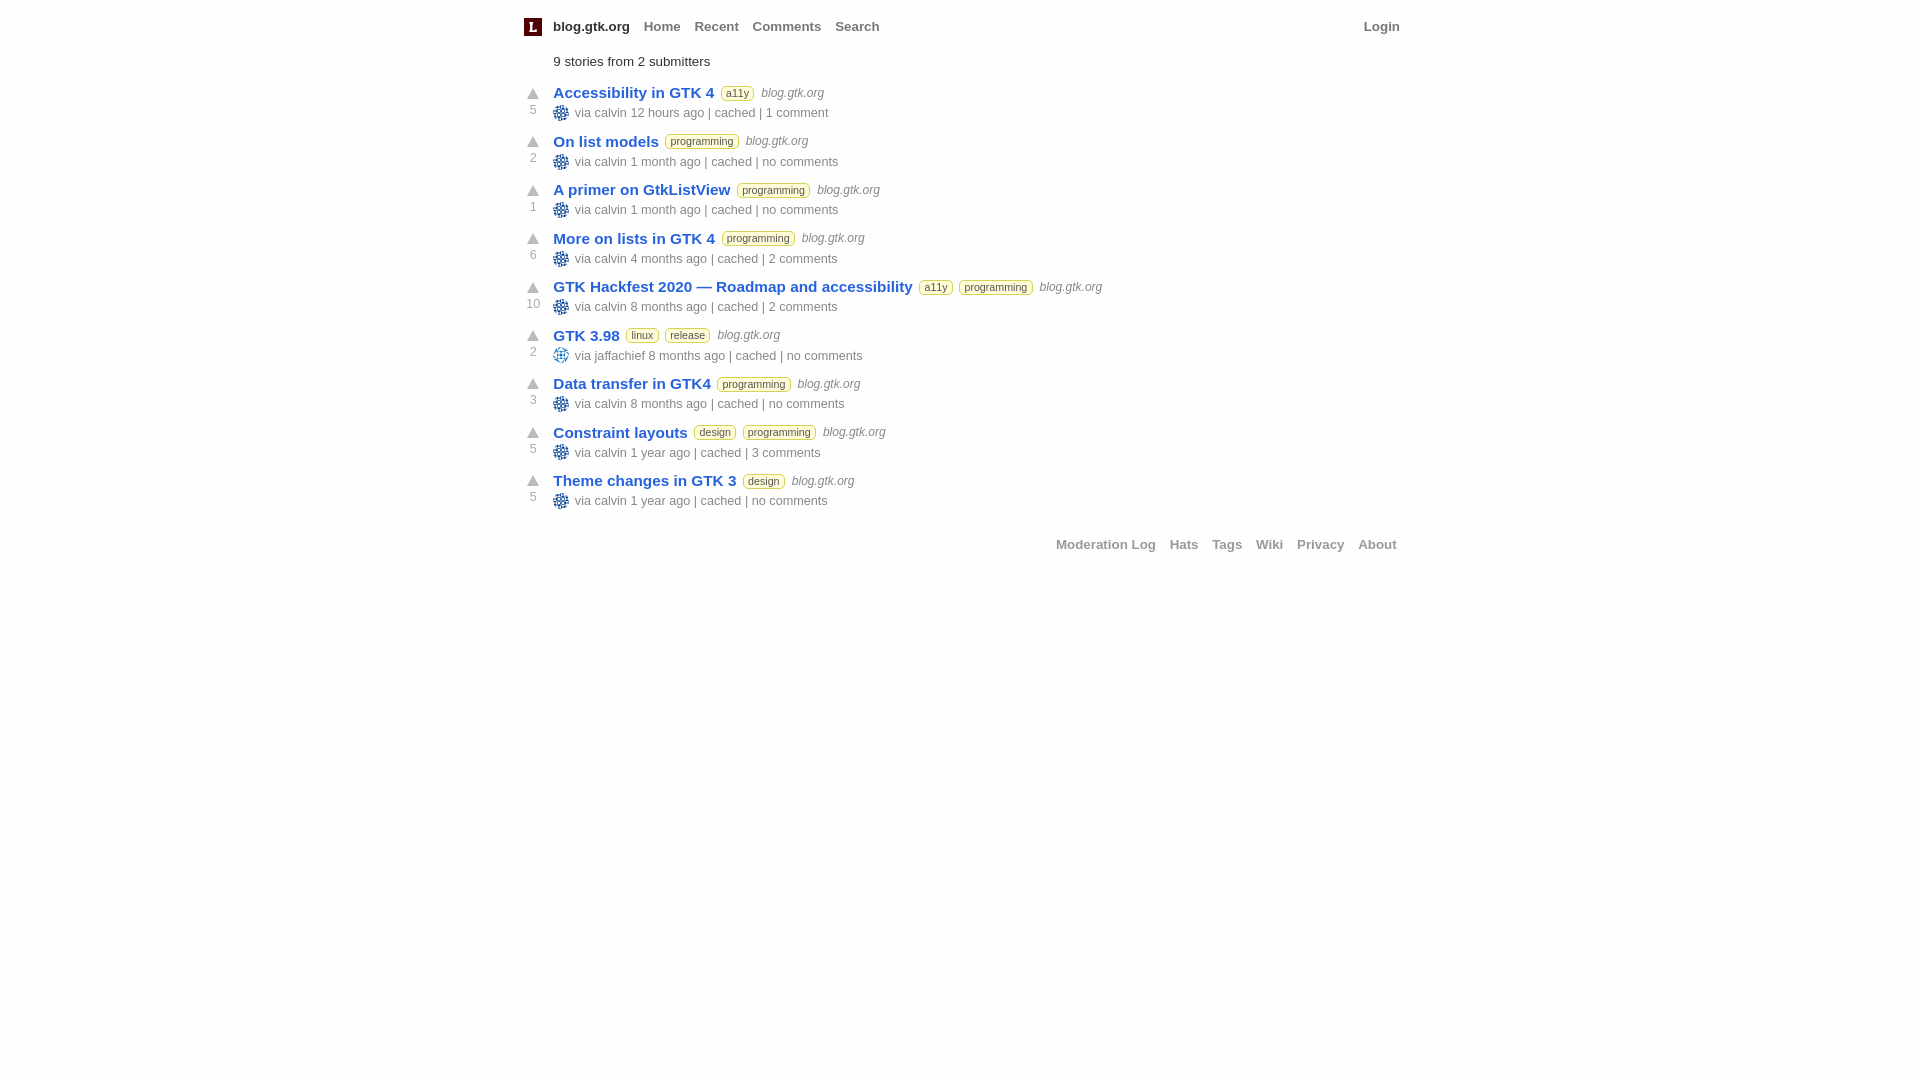 L blog.gtk.org Home Recent Comments Search Login
9 stories from 2 submitters
Accessibility in GTK 4 a11y blog.gtk.org
5
via calvin 12 hours ago | cached | 1 comment
On list models programming blog.gtk.org
2
via calvin 1 month ago | cached | no comments
A primer on GtkListView programming blog.gtk.org
1
via calvin 1 month ago | cached | no comments
More on lists in GTK 4 programming blog.gtk.org
6
via calvin 4 months ago | cached | 2 comments
GTK Hackfest 2020 — Roadmap and accessibility a11y programming blog.gtk.org
10
via calvin 8 months ago | cached | 2 comments
GTK 3.98 linux release blog.gtk.org
2
via jaffachief 8 months ago | cached | no comments
Data transfer in GTK4 programming blog.gtk.org
3
via calvin 8 months ago | cached | no comments
Constraint layouts design programming blog.gtk.org
5
via calvin 1 year ago | cached | 3 comments
Theme changes in GTK 3 design blog.gtk.org
5
via calvin 1 year ago | cached | no comments
Moderation Log Hats Tags Wiki Privacy About